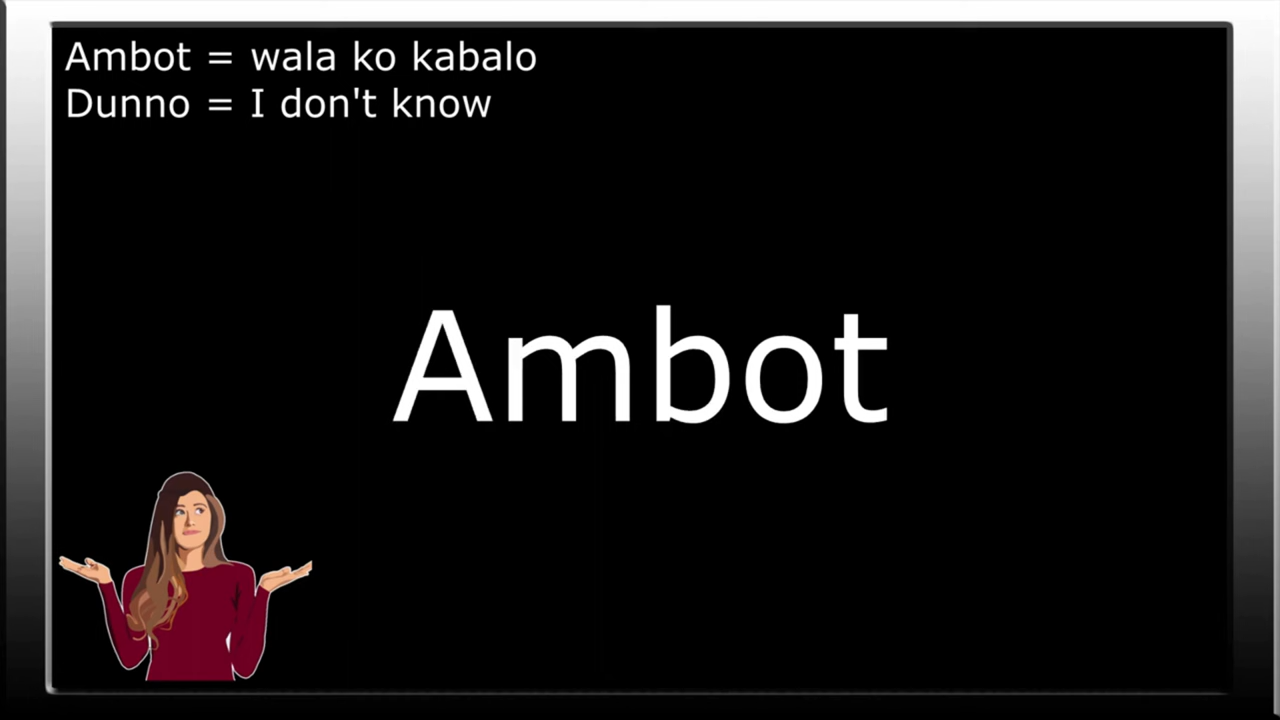 Ambot = wala ko kabalo
Dunno = I don't know
Ambot